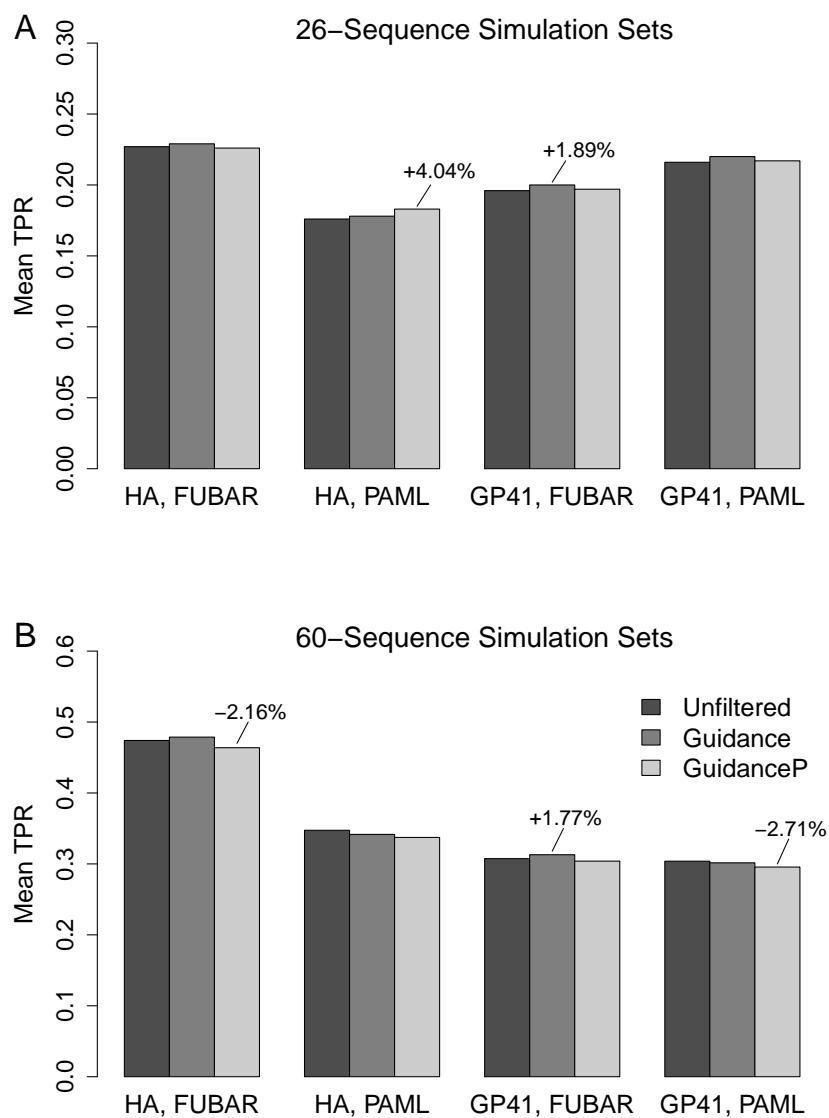 A
26−Sequence Simulation Sets
Mean TPR
0.30
0.25
0.20
0.15
0.10
0.05
0.00
+4.04%
+1.89%
HA, FUBAR
HA, PAML
GP41, FUBAR
GP41, PAML
B
60−Sequence Simulation Sets
Mean TPR
0.6
0.5
0.4
0.3
0.2
0.1
0.0
−2.16%
+1.77%
−2.71%
Unfiltered
Guidance
GuidanceP
HA, FUBAR
HA, PAML
GP41, FUBAR
GP41, PAML